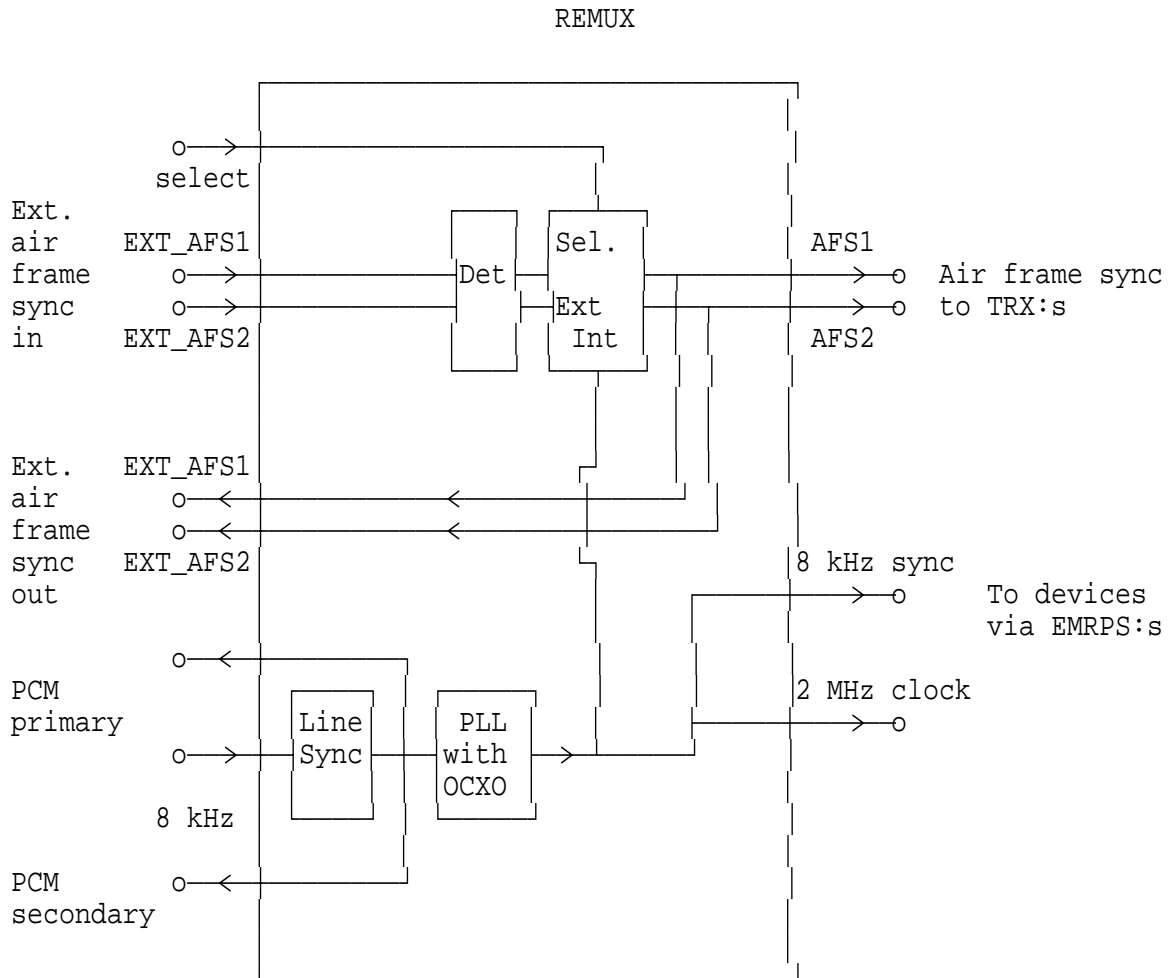 REMUX
select
Ext.
air EXT_AFS1 Sel. AFS1
frame Det Air frame sync
sync Ext to TRX:s
in EXT_AFS2 Int AFS2
Ext. EXT_AFS1
air
frame
sync EXT_AFS2 8 kHz sync
out To devices
via EMRPS:s
PCM 2 MHz clock
primary Line PLL
Sync with
OCXO
8 kHz
PCM
secondary